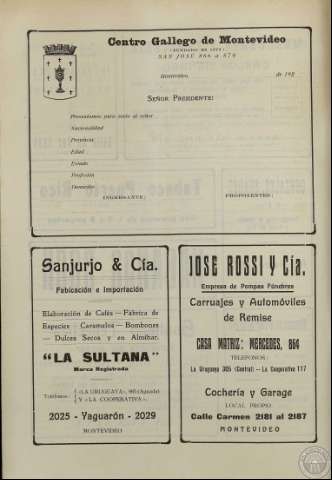 Centro Gallego de Montevideo
SAN JOSÉ 866 a 870
Montevideo, de 192
SEÑOR PRESIDENTE:
Presentamos para socio al señor
Nacionalidad
Provincia
Edad
Estado
Profesión
Domicilio
INGRESANTE: PROPONENTES:
Sanjurjo & Cía.
Fabicación e Importación
Elaboración de Cafés — Fábrica de
Especies - Caramelos — Bombones
— Dulces Secos y en Almíbar. —
"LA SULTANA"
Marca Registrada
Teléfonos: (LA URUGUAYA), (Aguada)
Y «LA COOPERATIVA»
2025 - Yaguarón - 2029
MONTEVIDEO
JOSE ROSSI Y Cía.
Empresa de Pompas Fúnebres
Carruajes y Automóviles
de Remise
CASA MATRIZ: MERCEDES, 864
TELEFONOS:
La Uruguaya 305 (Central) - La Cooperativa 117
Cochería y Garage
LOCAL PROPIO
Calle Carmen 2181 al 2187
MONTEVIDEO